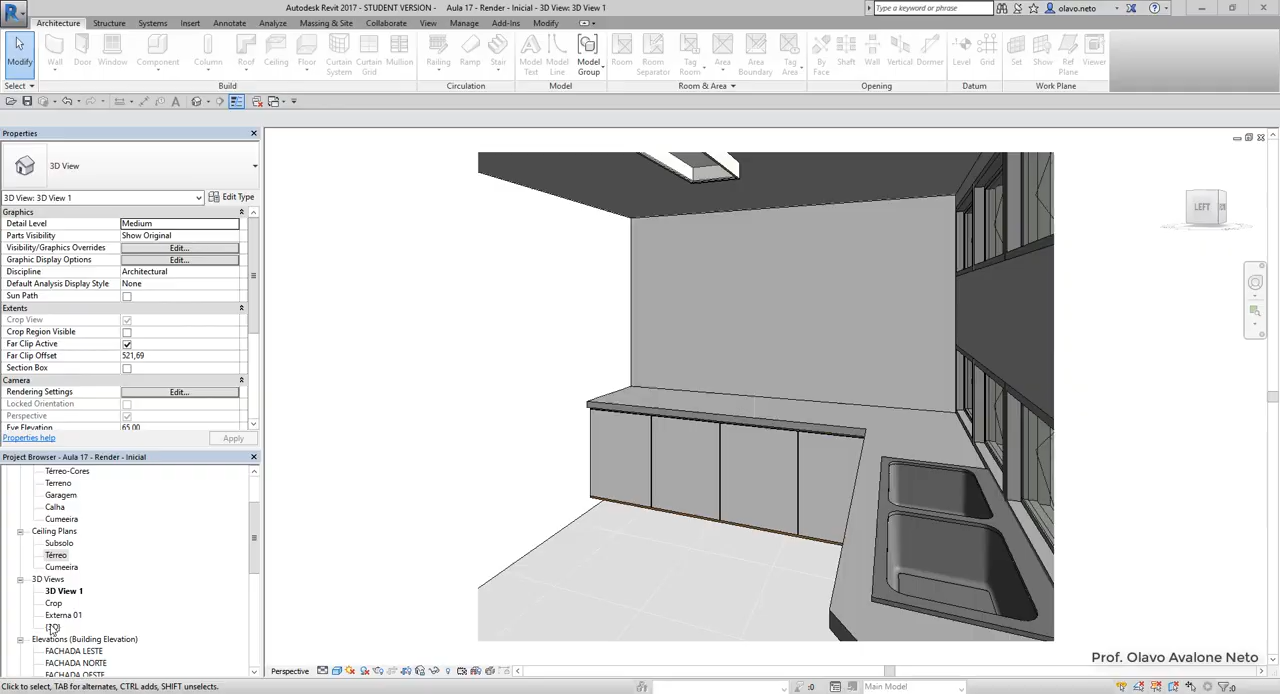 Autodesk Revit 2017 - STUDENT VERSION - Aula 17 - Render - Inicial - 3D View: 3D View 1
Type a keyword or phrase
olavo.neto
Architecture Structure Systems Insert Annotate Analyze Massing & Site Collaborate View Manage Add-Ins Modify
Modify Wall Door Window Component Column Roof Ceiling Floor Curtain System Curtain Grid Mullion Railing Ramp Stair Model Text Model Line Model Group Room Room Separator Tag Room Area Area Boundary Tag Area By Face Shaft Wall Vertical Dormer Level Grid Set Show Ref Plane Viewer
Select Build Circulation Model Room & Area Opening Datum Work Plane
Properties
3D View
3D View: 3D View 1 Edit Type
Graphics
Detail Level Medium
Parts Visibility Show Original
Visibility/Graphics Overrides Edit...
Graphic Display Options Edit...
Discipline Architectural
Default Analysis Display Style None
Sun Path
Extents
Crop View
Crop Region Visible
Far Clip Active
Far Clip Offset 521,69
Section Box
Camera
Rendering Settings Edit...
Locked Orientation
Perspective
Eye Elevation 65.00
Properties help Apply
Project Browser - Aula 17 - Render - Inicial
Térreo-Cores
Terreno
Garagem
Calha
Cumeeira
Ceiling Plans
Subsolo
Térreo
Cumeeira
3D Views
3D View 1
Crop
Externa 01
Elevations (Building Elevation)
FACHADA LESTE
FACHADA NORTE
FACHADA OESTE
LEFT
Perspective
Prof. Olavo Avalone Neto
Click to select, TAB for alternates, CTRL adds, SHIFT unselects.
:0 Main Model :0